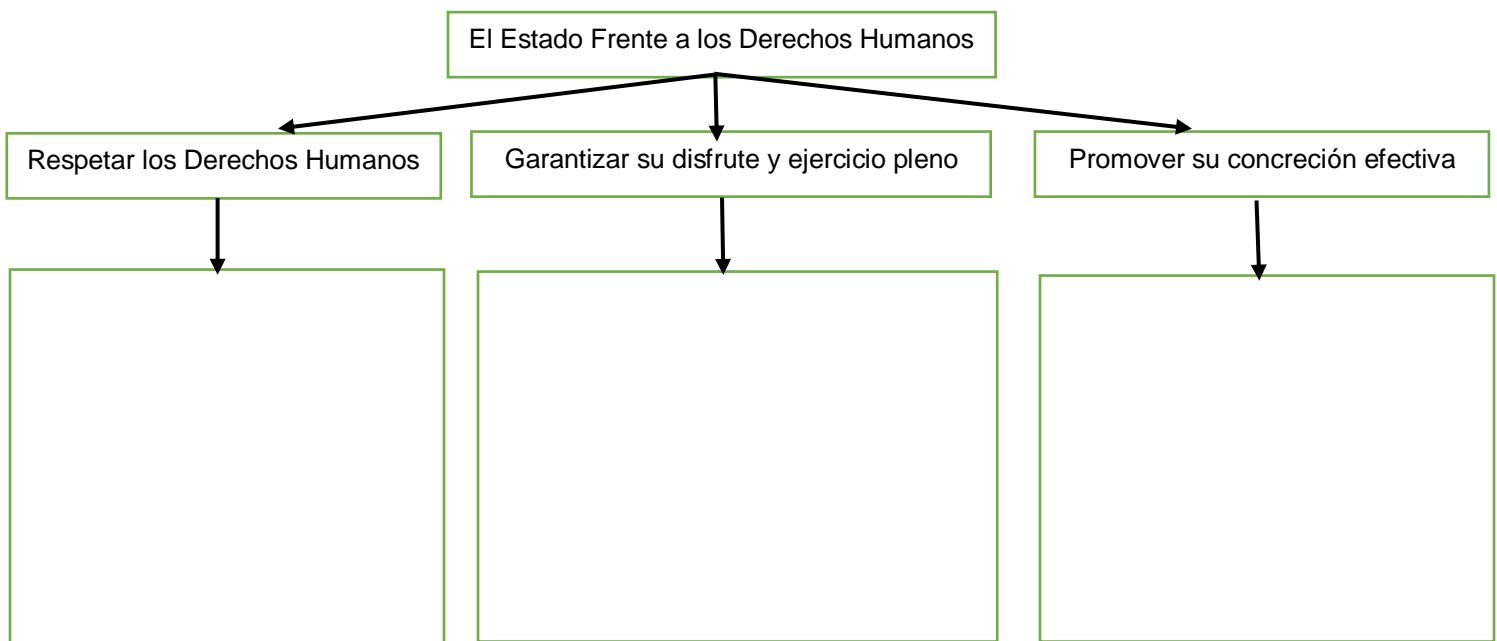 El Estado Frente a los Derechos Humanos
Respetar los Derechos Humanos
Garantizar su disfrute y ejercicio pleno
Promover su concreción efectiva